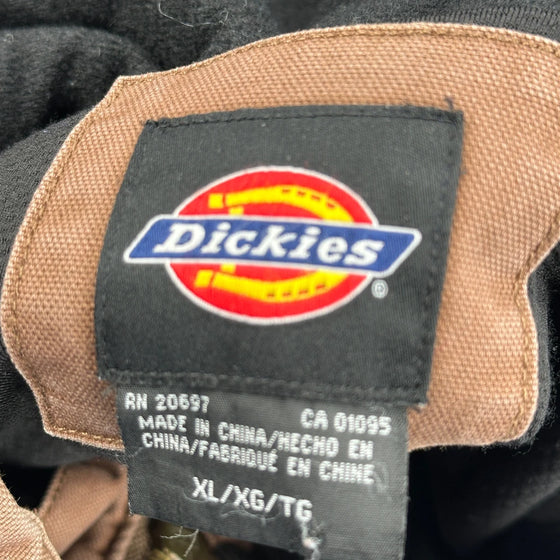 Dickies
®
RN 20697 CA 01095
MADE IN CHINA/HECHO EN
CHINA/FABRIQUÉ EN CHINE
XL/XG/TG